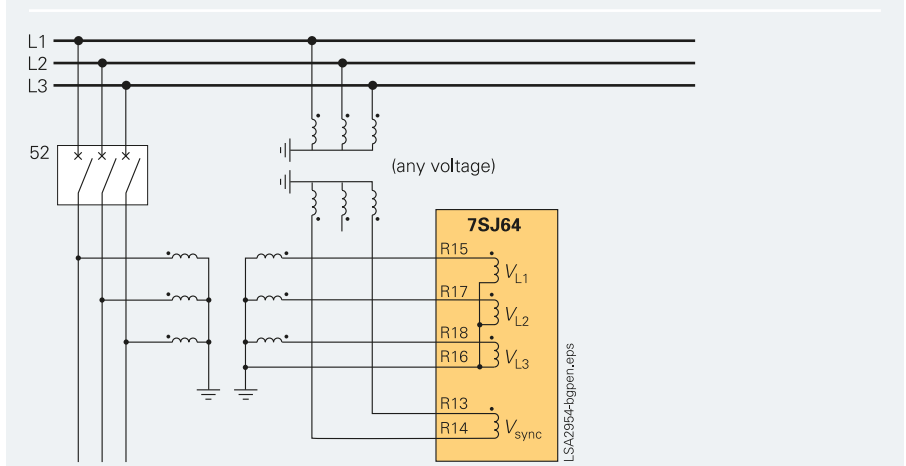 L1
L2
L3
52
(any voltage)
7SJ64
R15
VL1
R17
VL2
R18
R16
VL3
R13
R14
Vsync
LSA2954-bgpen.eps